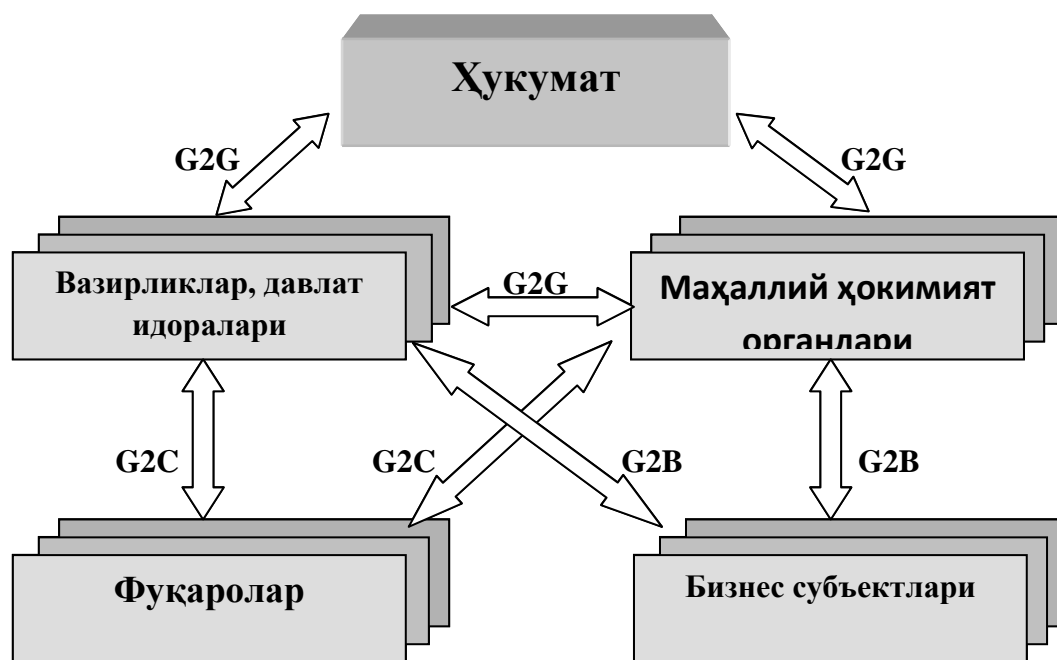 Ҳукумат
G2G
G2G
Вазирликлар, давлат
идоралари
G2G
Маҳаллий ҳокимият
органлари
G2C
G2C
G2B
G2B
Фуқаролар
Бизнес субъектлари